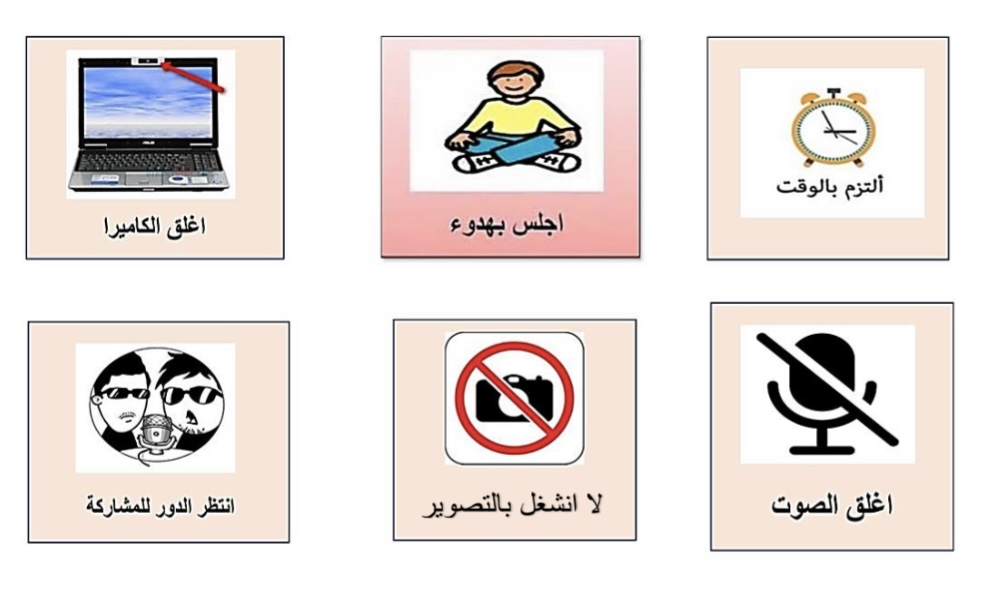 ألتزم بالوقت
اجلس بهدوء
اغلق الكاميرا
اغلق الصوت
لا انشغل بالتصوير
انتظر الدور للمشاركة